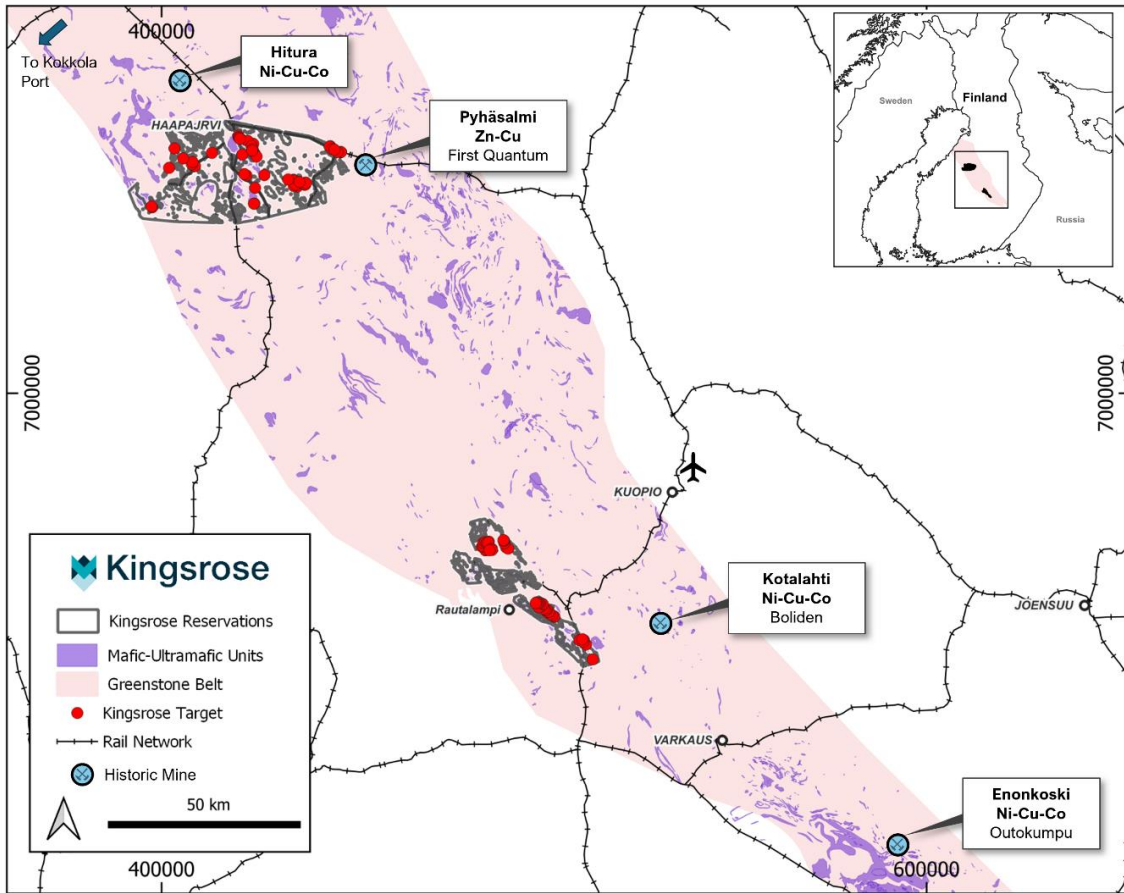 400000
To Kokkola
Port
Hitura
Ni-Cu-Co
HAAPAJRVI
Pyhäsalmi
Zn-Cu
First Quantum
Sweden
Finland
Russia
7000000
7000000
KUOPIO
Rautalampi
Kotalahti
Ni-Cu-Co
Boliden
JOENSUU
VARKAUS
Enonkoski
Ni-Cu-Co
Outokumpu
Kingsrose
Kingsrose Reservations
Mafic-Ultramafic Units
Greenstone Belt
Kingsrose Target
Rail Network
Historic Mine
50 km
400000
600000